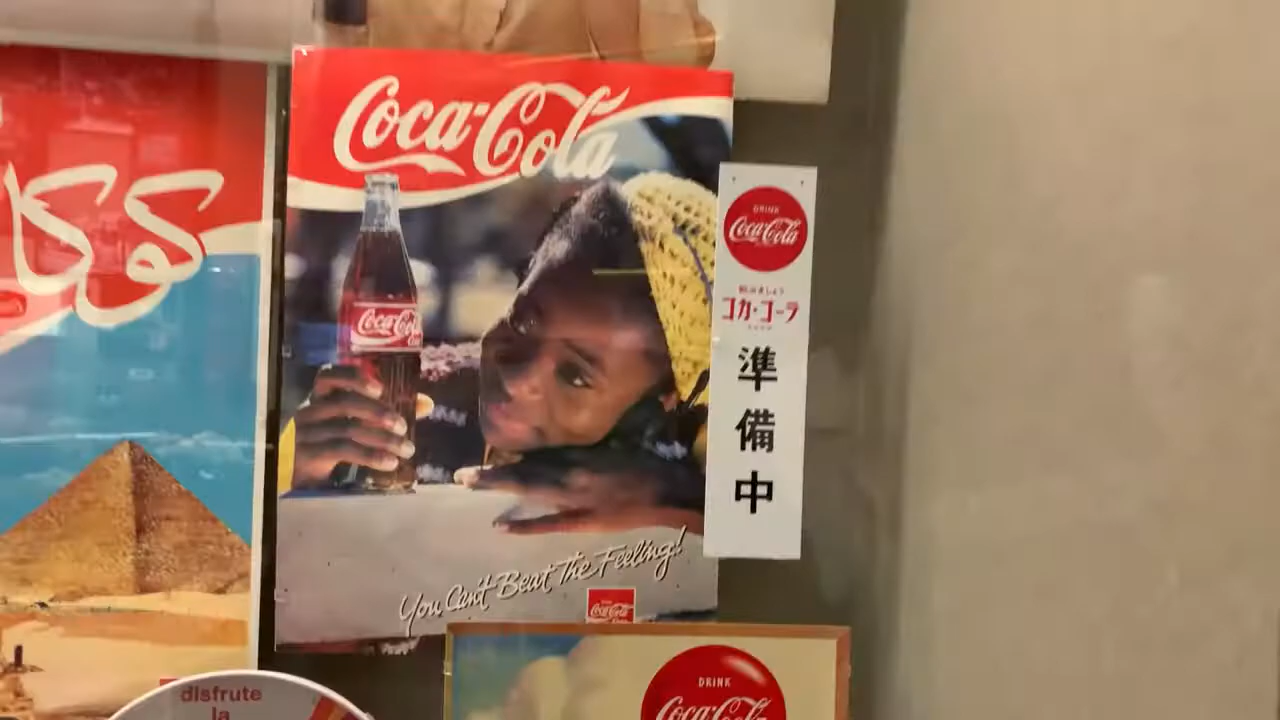 Coca-Cola
Coca-Cola
You Can't Beat The Feeling!
Coca-Cola
DRINK
Coca-Cola
コカ・コーラ
準
備
中
disfrute
la
DRINK
Coca-Cola